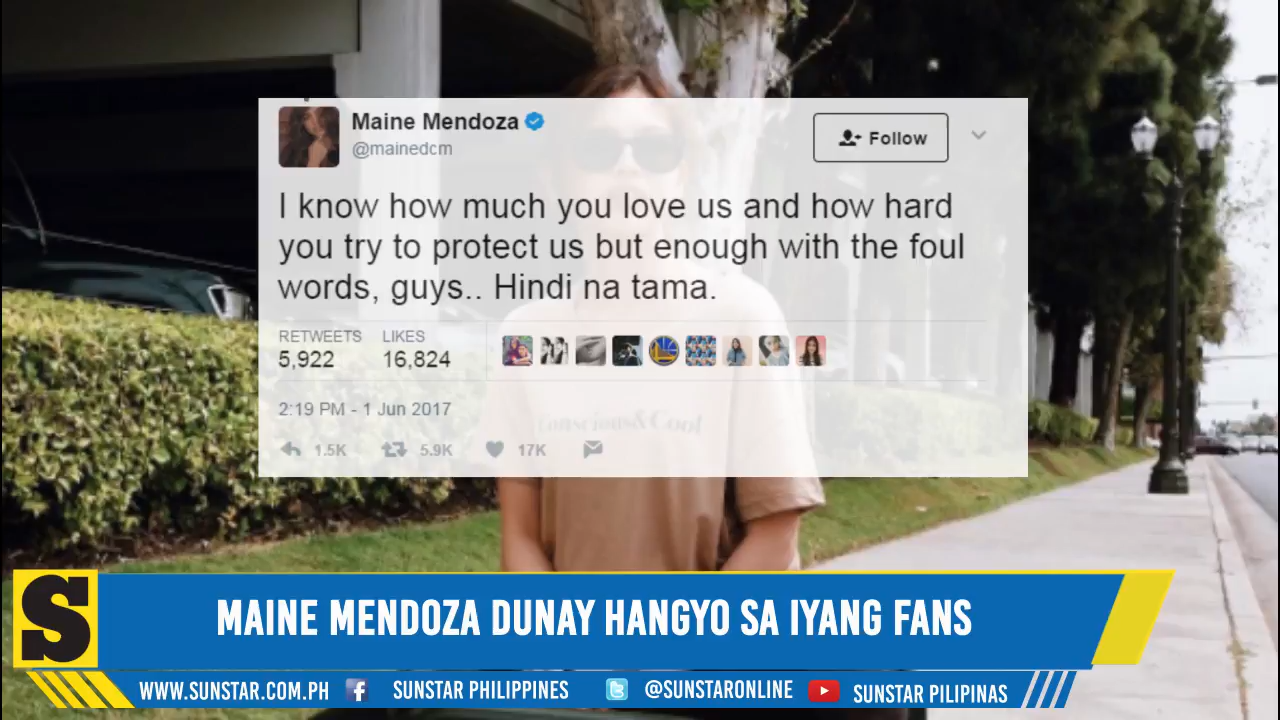 Maine Mendoza
@mainedcm
Follow
I know how much you love us and how hard
you try to protect us but enough with the foul
words, guys.. Hindi na tama.
RETWEETS LIKES
5,922 16,824
2:19 PM - 1 Jun 2017
1.5K 5.9K 17K
Conscious & Cool
S
MAINE MENDOZA DUNAY HANGYO SA IYANG FANS
WWW.SUNSTAR.COM.PH f SUNSTAR PHILIPPINES @SUNSTARONLINE SUNSTAR PILIPINAS